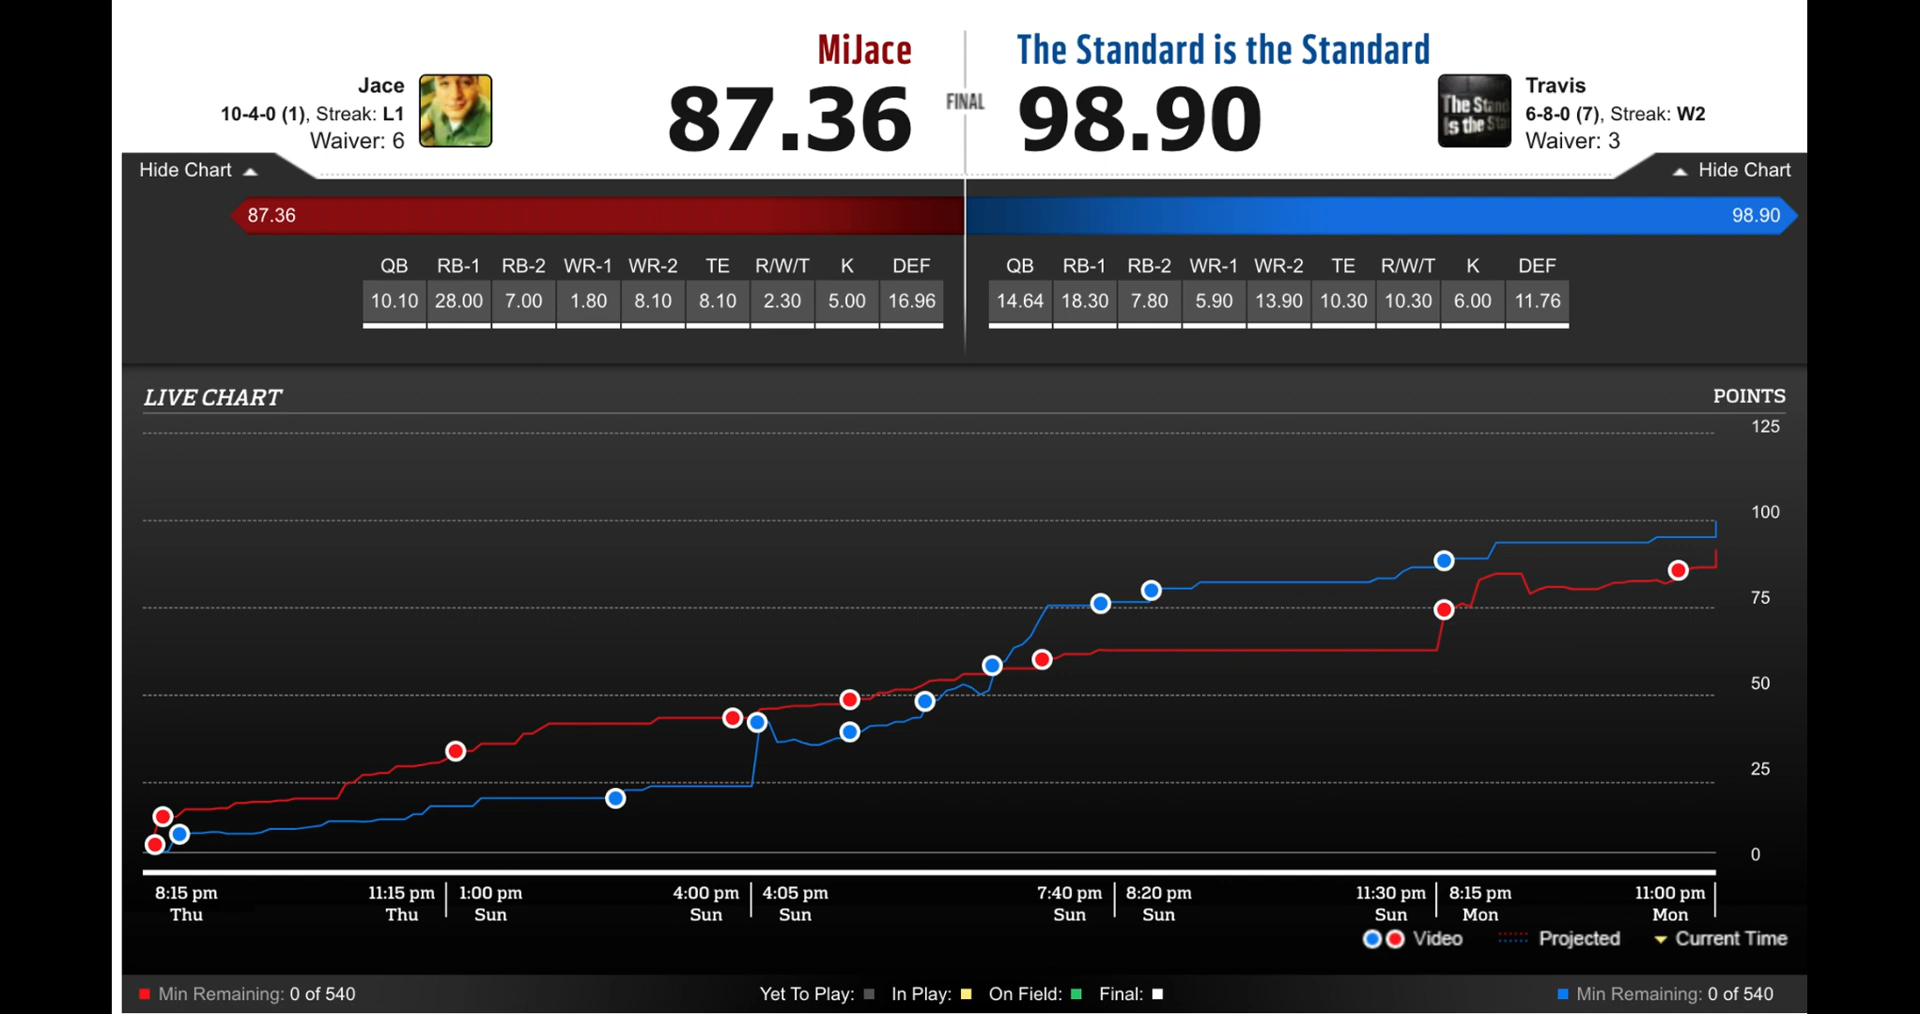 MiJace
The Standard is the Standard
Jace
10-4-0 (1), Streak: L1
Waiver: 6
87.36
FINAL
98.90
The Stand
Is the Sta
Travis
6-8-0 (7), Streak: W2
Waiver: 3
Hide Chart
Hide Chart
87.36
98.90
QB RB-1 RB-2 WR-1 WR-2 TE R/W/T K DEF
10.10 28.00 7.00 1.80 8.10 8.10 2.30 5.00 16.96
QB RB-1 RB-2 WR-1 WR-2 TE R/W/T K DEF
14.64 18.30 7.80 5.90 13.90 10.30 10.30 6.00 11.76
LIVE CHART
POINTS
125
100
75
50
25
0
8:15 pm 11:15 pm 1:00 pm 4:00 pm 4:05 pm 7:40 pm 8:20 pm 11:30 pm 8:15 pm 11:00 pm
Thu Thu Sun Sun Sun Sun Sun Sun Mon Mon
Video Projected Current Time
Min Remaining: 0 of 540
Yet To Play: In Play: On Field: Final:
Min Remaining: 0 of 540